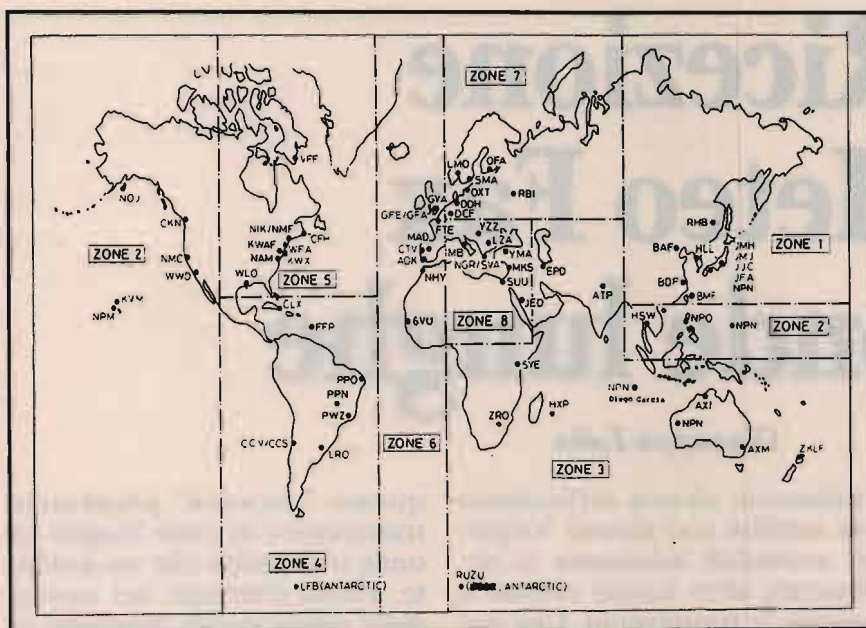 ZONE 7
VFF
NOJ
CKN
NMC
WWD
KVM
NPM
ZONE 2
NIK/NMF
CFH
KWAF
WFA
NAM
KWX
WLO
ZONE 5
CLX
FFP
PPO
PPN
PWZ
CCV/CCS
LRO
ZONE 4
LFB (ANTARCTIC)
ZONE 6
LMO
OFA
SMA
OXT
GYA
DDH
GFE/GFA
DCF
FTE
RBI
MAD
YZZ
LZA
CTV
AOK
IMB
YMA
NGR/SVA
MKS
NHY
SUU
EPD
JED
ATP
6VU
ZONE 8
5YE
ZRO
HXP
ZONE 3
RUZU
ANTARCTIC)
RHB
ZONE 1
BAF
HLL
JMH
JMJ
JJC
JFA
NPN
BDF
BMF
HSW
NPO
NPN
ZONE 2
NPN
Diego Garcia
AXI
NPN
AXM
ZKLF